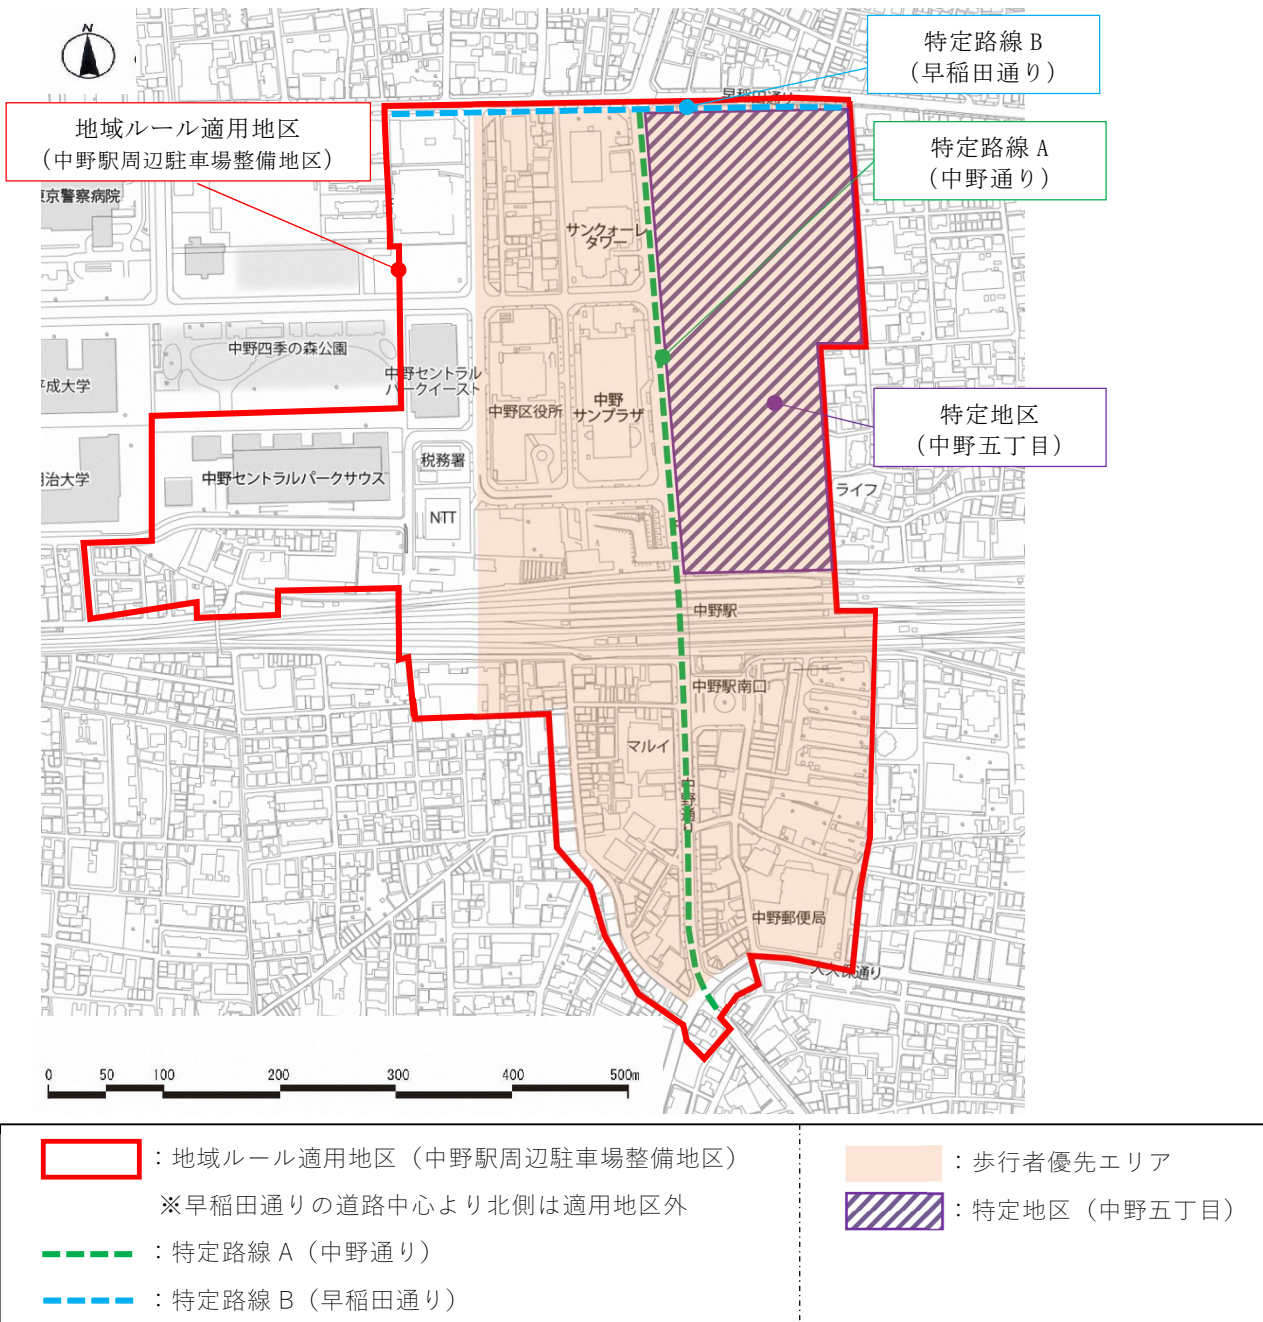 N
特定路線 B
（早稲田通り）
早稲田通り
地域ルール適用地区
（中野駅周辺駐車場整備地区）
特定路線 A
（中野通り）
東京警察病院
サンクォーレ
タワー
中野四季の森公園
平成大学
中野セントラル
パークイースト
中野区役所
中野
サンプラザ
特定地区
（中野五丁目）
税務署
明治大学
中野セントラルパークサウス
ライフ
NTT
中野駅
中野駅南口
マルイ
中野通り
中野郵便局
大久保通り
0 50 100 200 300 400 500m
：地域ルール適用地区（中野駅周辺駐車場整備地区）
※早稲田通りの道路中心より北側は適用地区外
：特定路線 A（中野通り）
：特定路線 B（早稲田通り）
：歩行者優先エリア
：特定地区（中野五丁目）